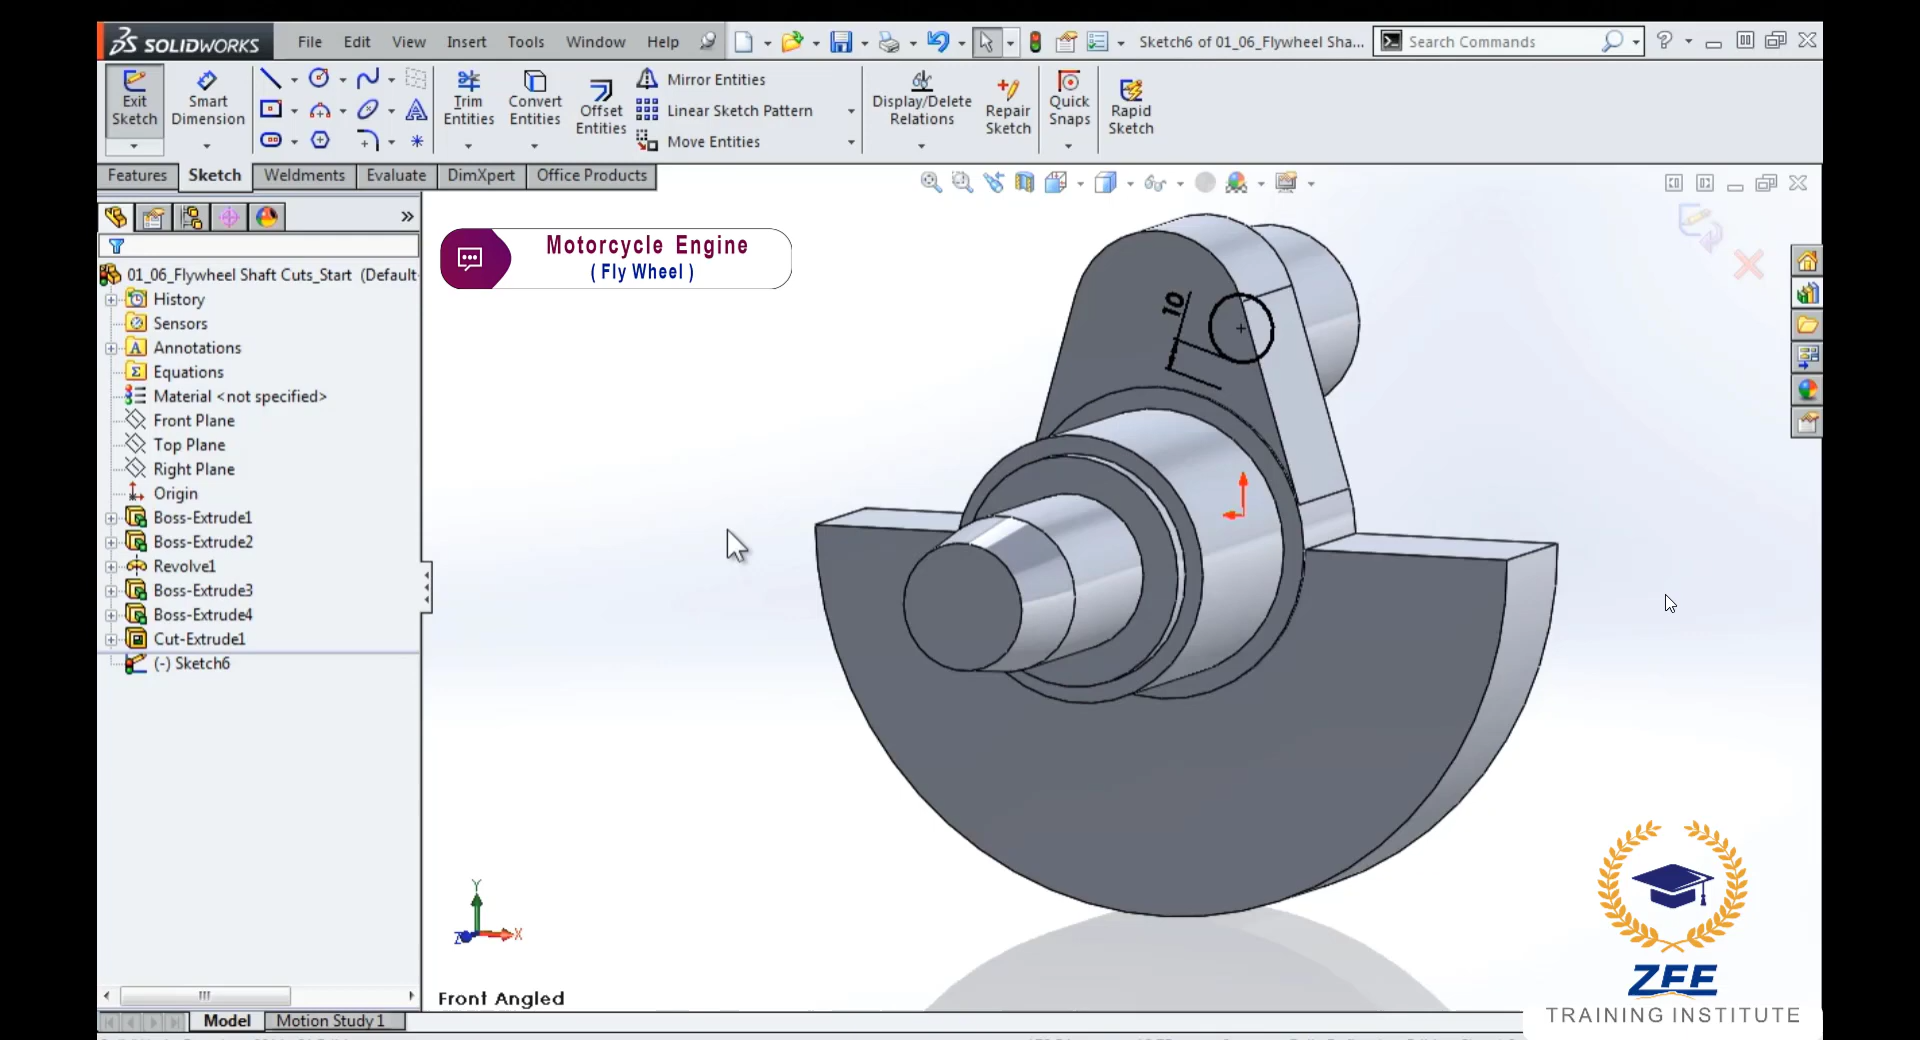 SOLIDWORKS
File Edit View Insert Tools Window Help
Sketch6 of 01_06_Flywheel Sha...
Search Commands
Exit Sketch
Smart Dimension
Trim Entities
Convert Entities
Offset Entities
Mirror Entities
Linear Sketch Pattern
Move Entities
Display/Delete Relations
Repair Sketch
Quick Snaps
Rapid Sketch
Features Sketch Weldments Evaluate DimXpert Office Products
Motorcycle Engine
( Fly Wheel )
01_06_Flywheel Shaft Cuts_Start (Default
History
Sensors
Annotations
Equations
Material <not specified>
Front Plane
Top Plane
Right Plane
Origin
Boss-Extrude1
Boss-Extrude2
Revolve1
Boss-Extrude3
Boss-Extrude4
Cut-Extrude1
(-) Sketch6
10
Y
Z
X
Front Angled
Model Motion Study 1
ZFE
TRAINING INSTITUTE